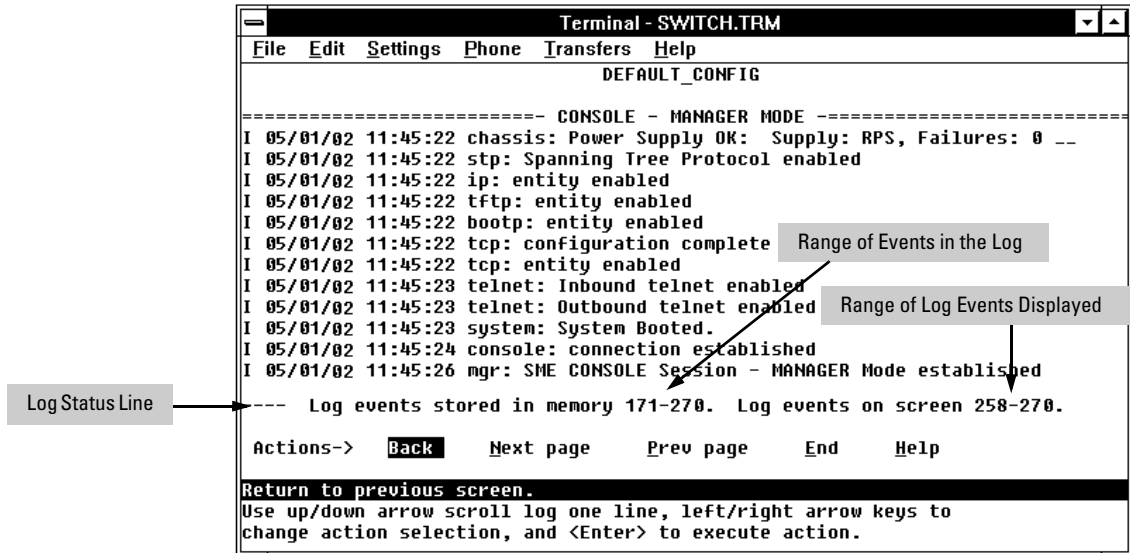 Terminal - SWITCH.TRM
File Edit Settings Phone Transfers Help
DEFAULT_CONFIG
==========================- CONSOLE - MANAGER MODE -===========================
I 05/01/02 11:45:22 chassis: Power Supply OK: Supply: RPS, Failures: 0 __
I 05/01/02 11:45:22 stp: Spanning Tree Protocol enabled
I 05/01/02 11:45:22 ip: entity enabled
I 05/01/02 11:45:22 tftp: entity enabled
I 05/01/02 11:45:22 bootp: entity enabled
I 05/01/02 11:45:22 tcp: configuration complete
Range of Events in the Log
I 05/01/02 11:45:22 tcp: entity enabled
I 05/01/02 11:45:23 telnet: Inbound telnet enabled
I 05/01/02 11:45:23 telnet: Outbound telnet enabled
Range of Log Events Displayed
I 05/01/02 11:45:23 system: System Booted.
I 05/01/02 11:45:24 console: connection established
I 05/01/02 11:45:26 mgr: SME CONSOLE Session - MANAGER Mode established
Log Status Line
---- Log events stored in memory 171-270. Log events on screen 258-270.
Actions-> Back Next page Prev page End Help
Return to previous screen.
Use up/down arrow scroll log one line, left/right arrow keys to
change action selection, and <Enter> to execute action.